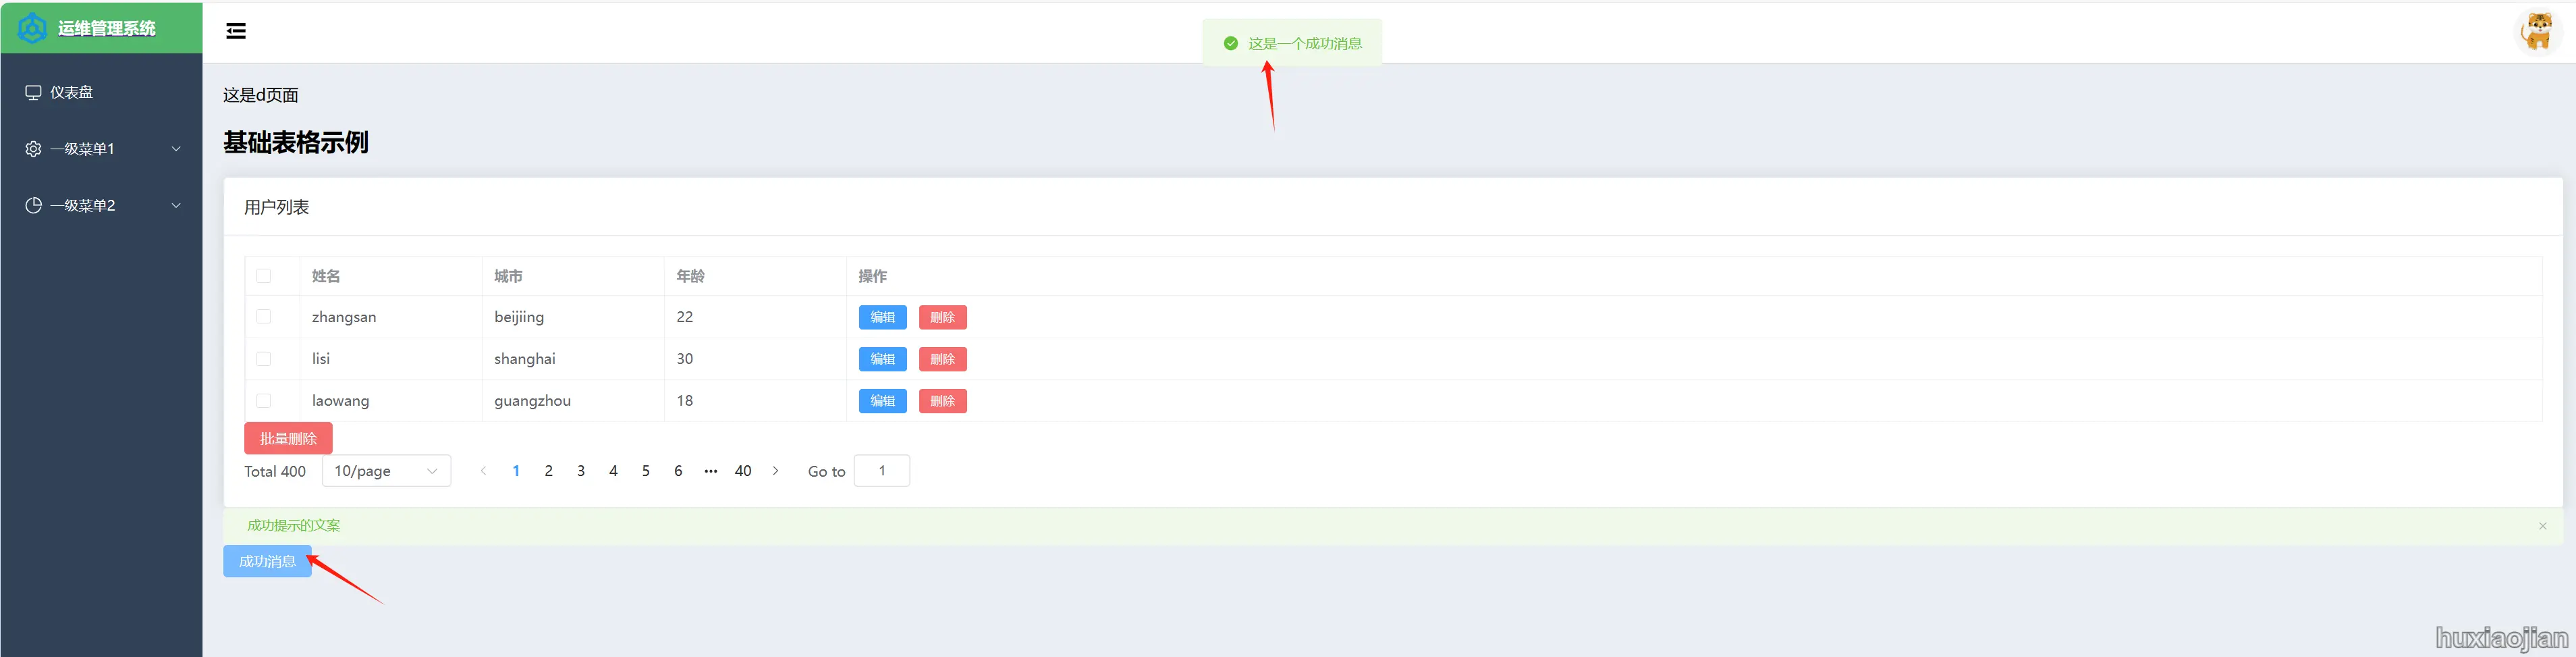 运维管理系统
这是一个成功消息
仪表盘
一级菜单1
一级菜单2
这是d页面
基础表格示例
用户列表
姓名 城市 年龄 操作
zhangsan beijiing 22 编辑 删除
lisi shanghai 30 编辑 删除
laowang guangzhou 18 编辑 删除
批量删除
Total 400 10/page 1 2 3 4 5 6 ••• 40 Go to 1
成功提示的文案
成功消息
huxiaojian